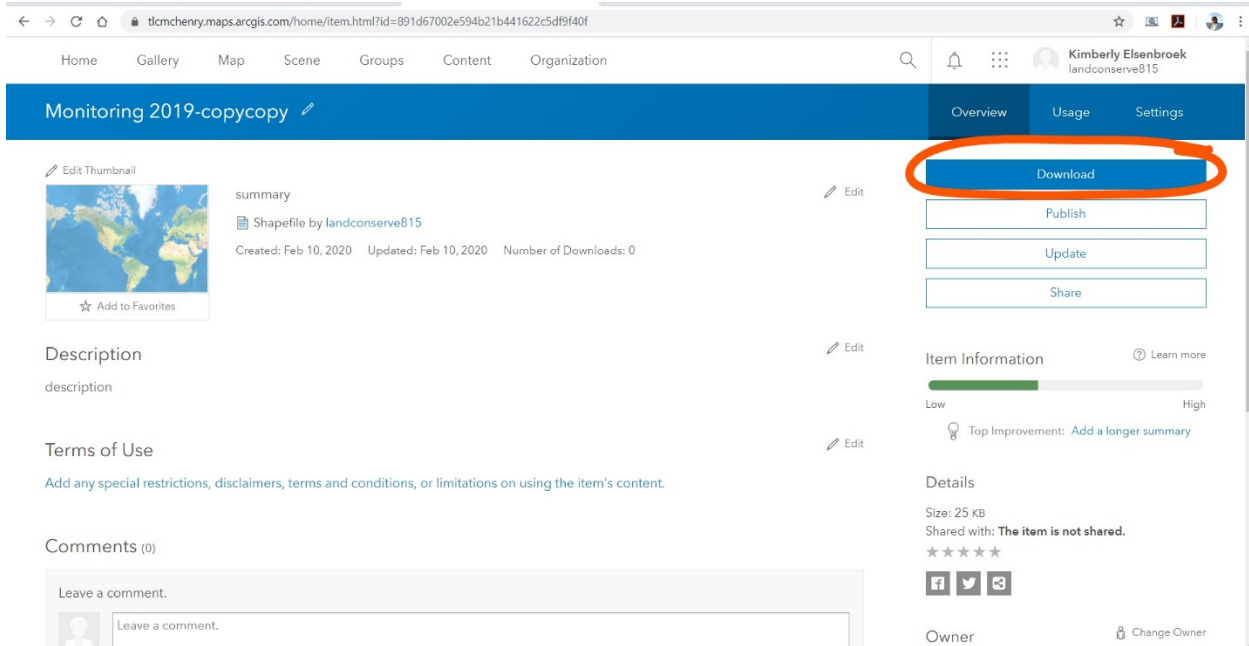 tlcmchenry.maps.arcgis.com/home/item.html?id=891d67002e594b21b441622c5df9f40f
Home Gallery Map Scene Groups Content Organization
Kimberly Elsenbroek
landconserve815
Monitoring 2019-copycopy
Overview Usage Settings
Edit Thumbnail
Add to Favorites
summary
Edit
Shapefile by landconserve815
Created: Feb 10, 2020 Updated: Feb 10, 2020 Number of Downloads: 0
Download
Publish
Update
Share
Description
Edit
description
Terms of Use
Edit
Add any special restrictions, disclaimers, terms and conditions, or limitations on using the item's content.
Comments (0)
Leave a comment.
Leave a comment.
Item Information
Learn more
Low High
Top Improvement: Add a longer summary
Details
Size: 25 KB
Shared with: The item is not shared.
Owner
Change Owner